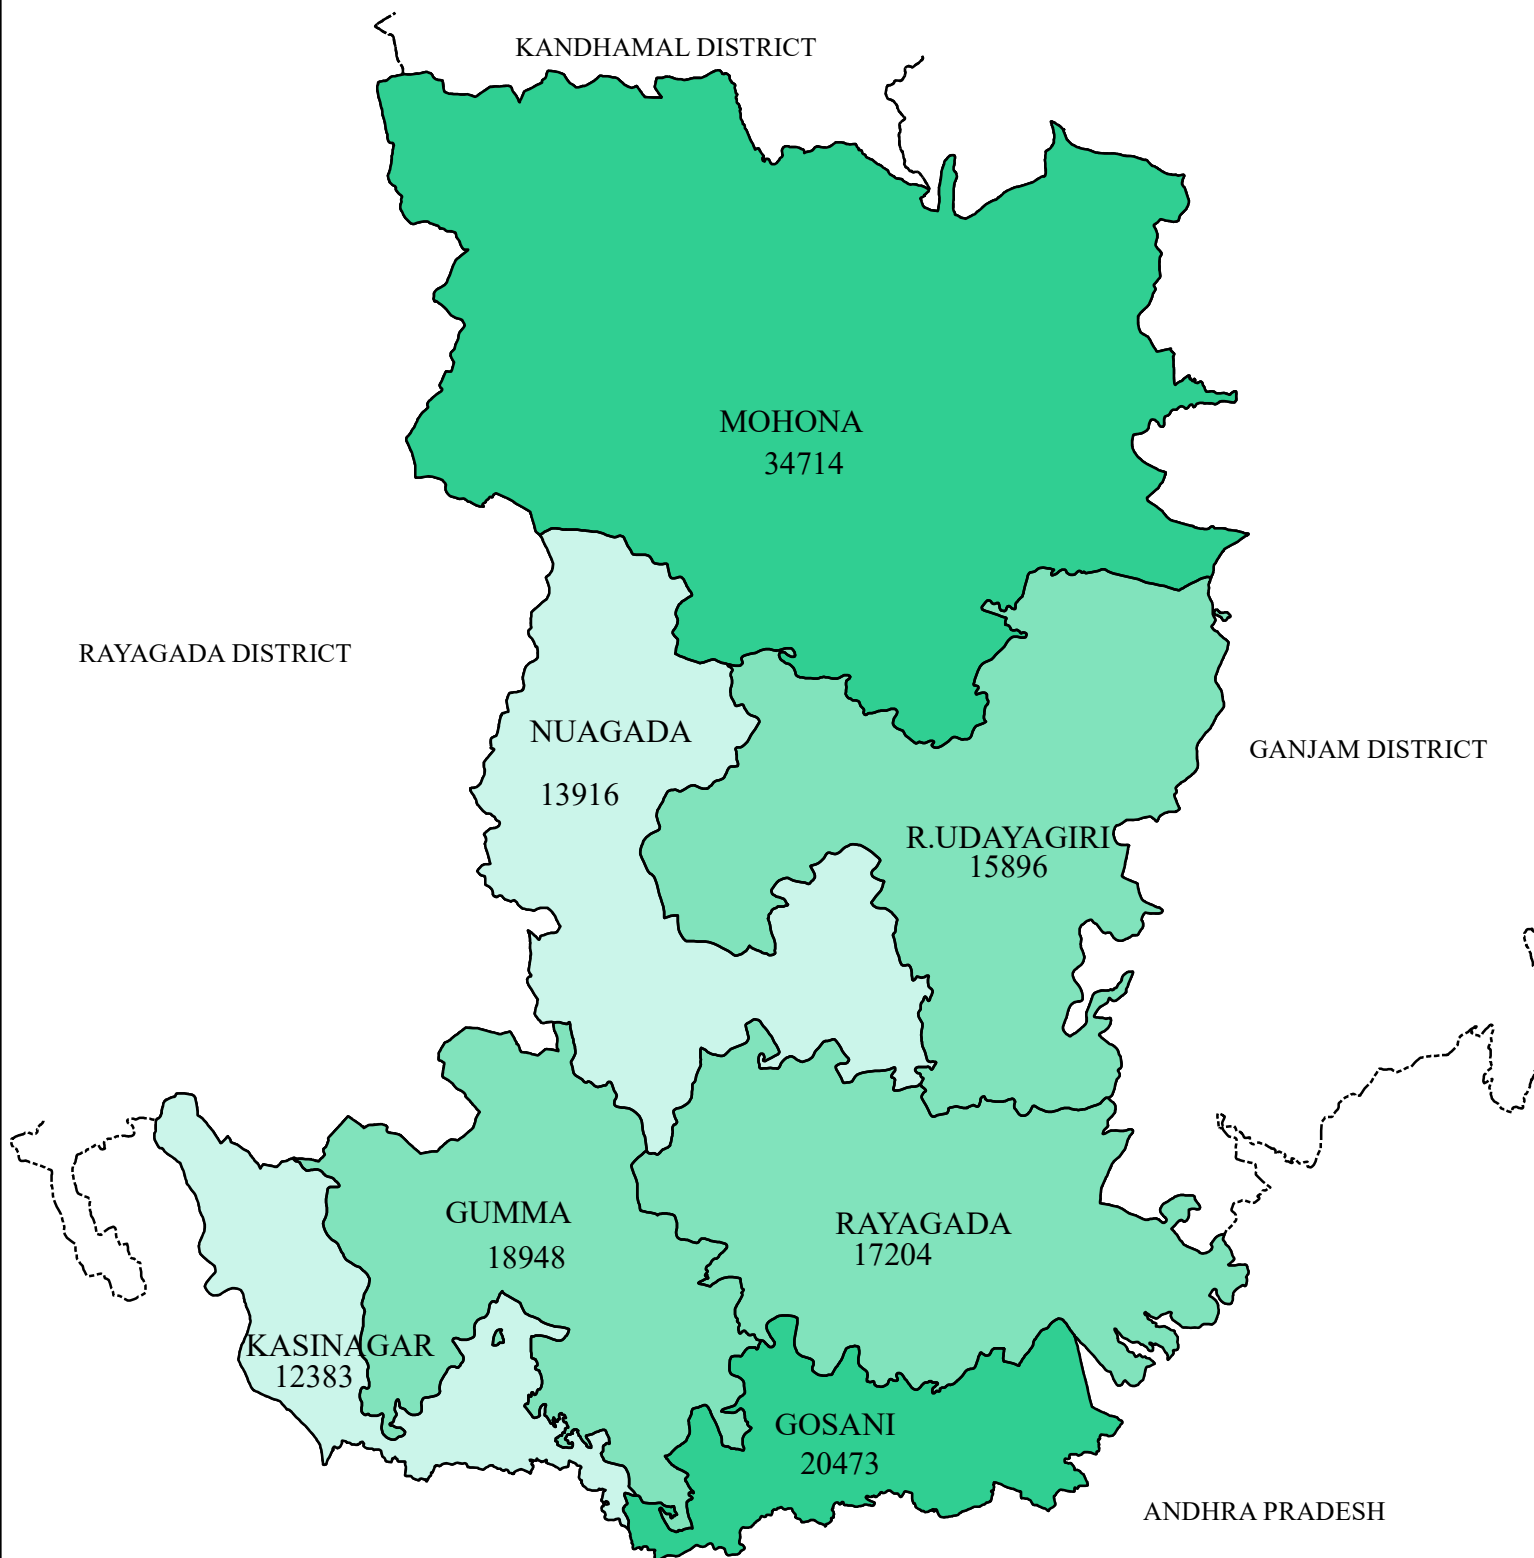 KANDHAMAL DISTRICT
MOHONA
34714
RAYAGADA DISTRICT
NUAGADA
13916
GANJAM DISTRICT
R.UDAYAGIRI
15896
GUMMA
18948
RAYAGADA
17204
KASINAGAR
12383
GOSANI
20473
ANDHRA PRADESH